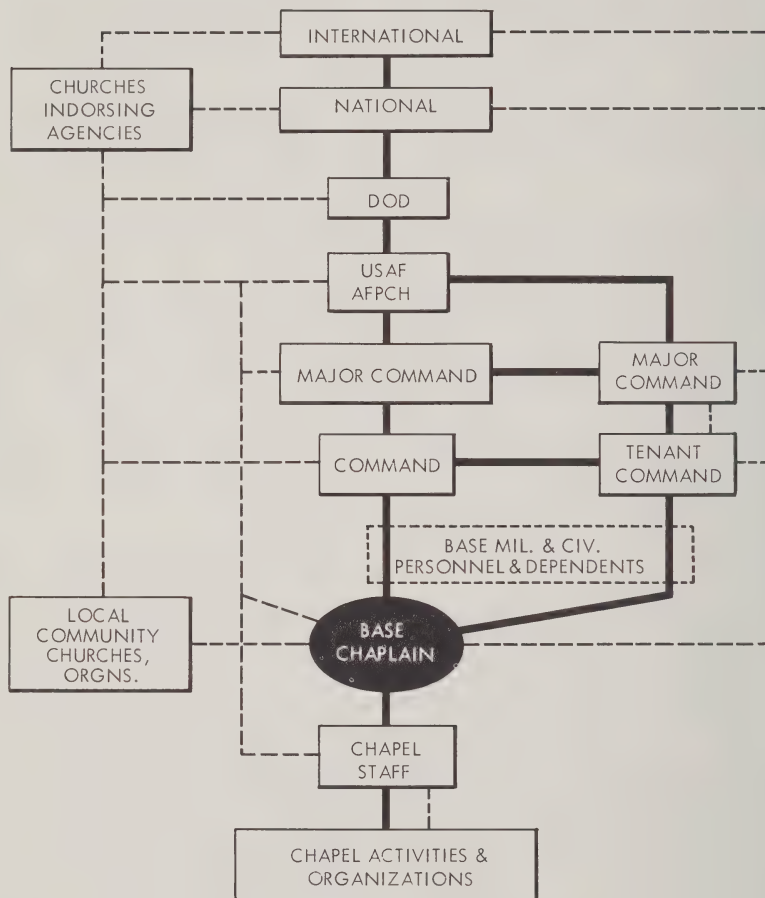 INTERNATIONAL
CHURCHES
INDORSING
AGENCIES
NATIONAL
DOD
USAF
AFPCH
MAJOR COMMAND
MAJOR
COMMAND
COMMAND
TENANT
COMMAND
BASE MIL. & CIV.
PERSONNEL & DEPENDENTS
LOCAL
COMMUNITY
CHURCHES,
ORGNS.
BASE
CHAPLAIN
CHAPEL
STAFF
CHAPEL ACTIVITIES &
ORGANIZATIONS